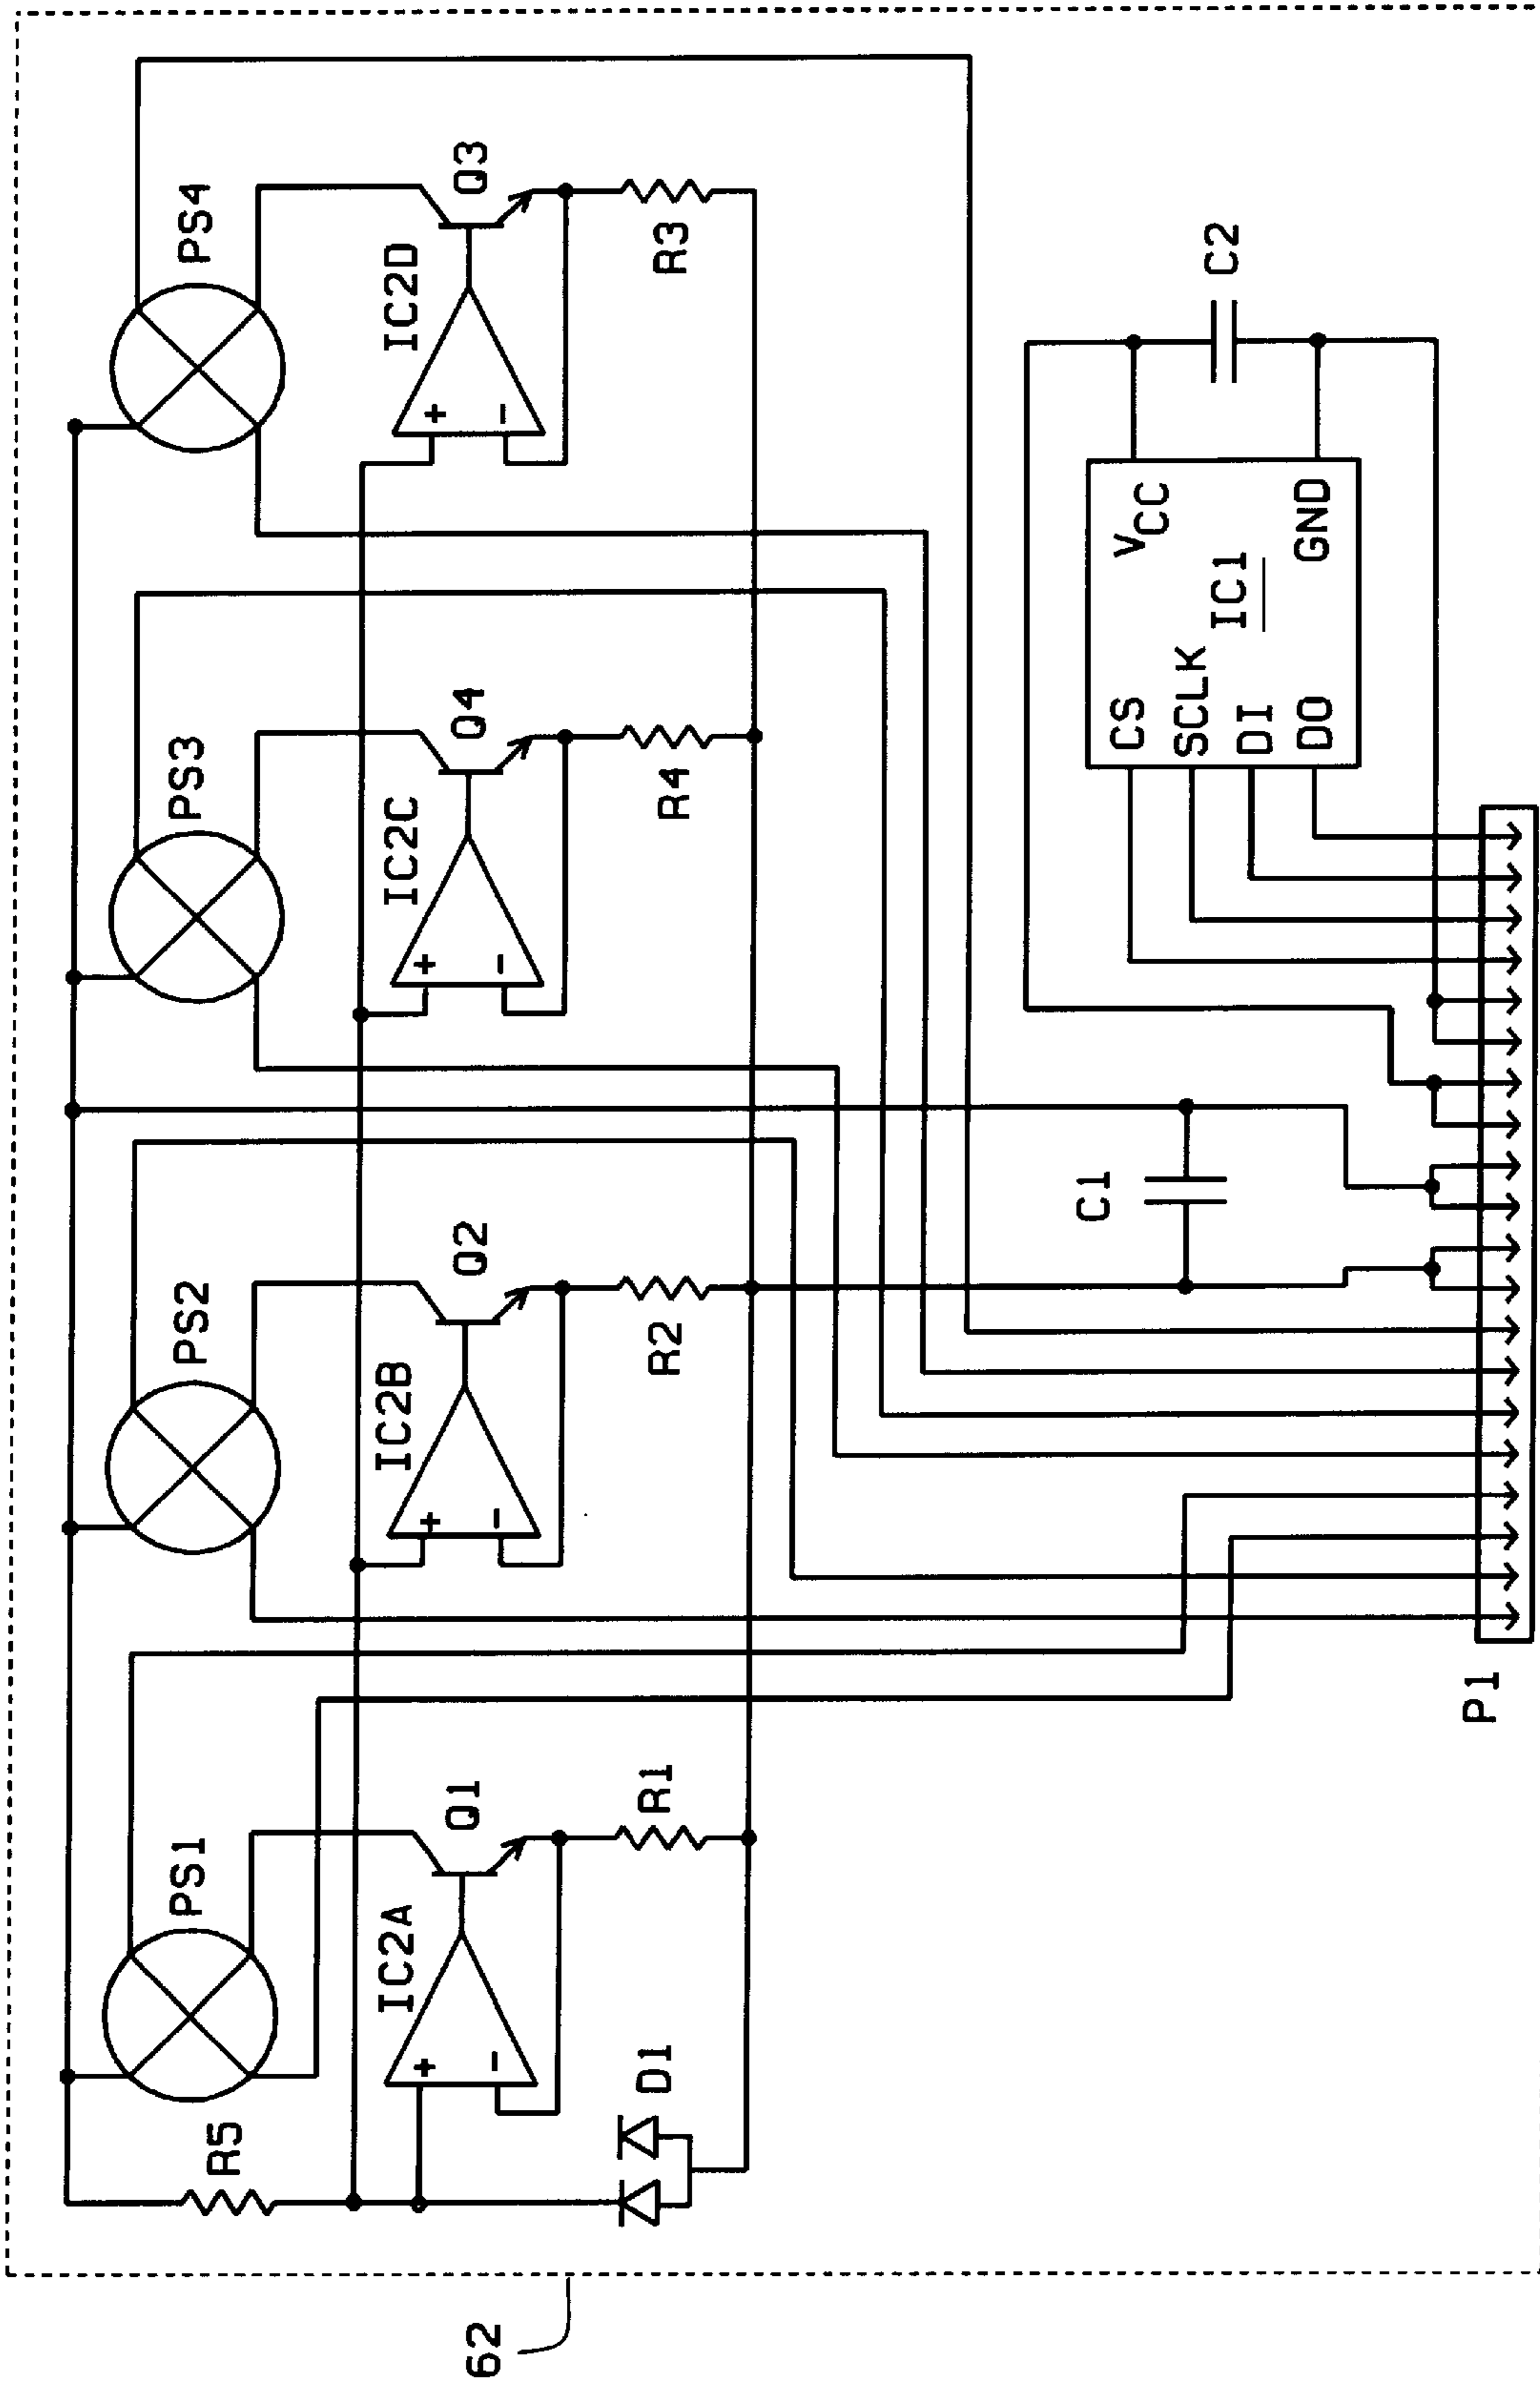 PS1
PS2
PS3
PS4
R5
IC2A
Q1
IC2B
Q2
IC2C
Q4
IC2D
Q3
+
-
+
-
+
-
+
-
D1
R1
R2
R4
R3
C1
CS
SCLK
DI
DO
IC1
VCC
GND
C2
P1
62